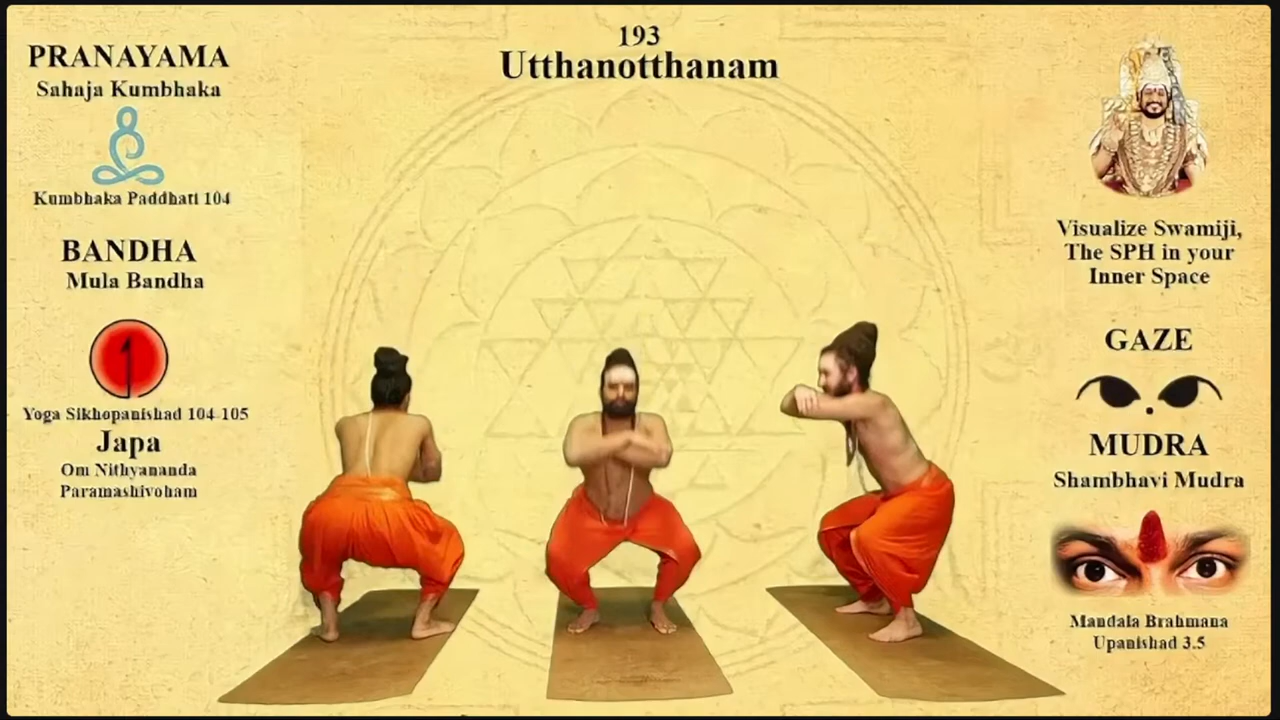 193
Utthanotthanam
PRANAYAMA
Sahaja Kumbhaka
Kumbhaka Paddhati 104
BANDHA
Mula Bandha
Yoga Sikhopanishad 104-105
Japa
Om Nithyananda
Paramashivoham
Visualize Swamiji,
The SPH in your
Inner Space
GAZE
MUDRA
Shambhavi Mudra
Mandala Brahmana
Upanishad 3.5